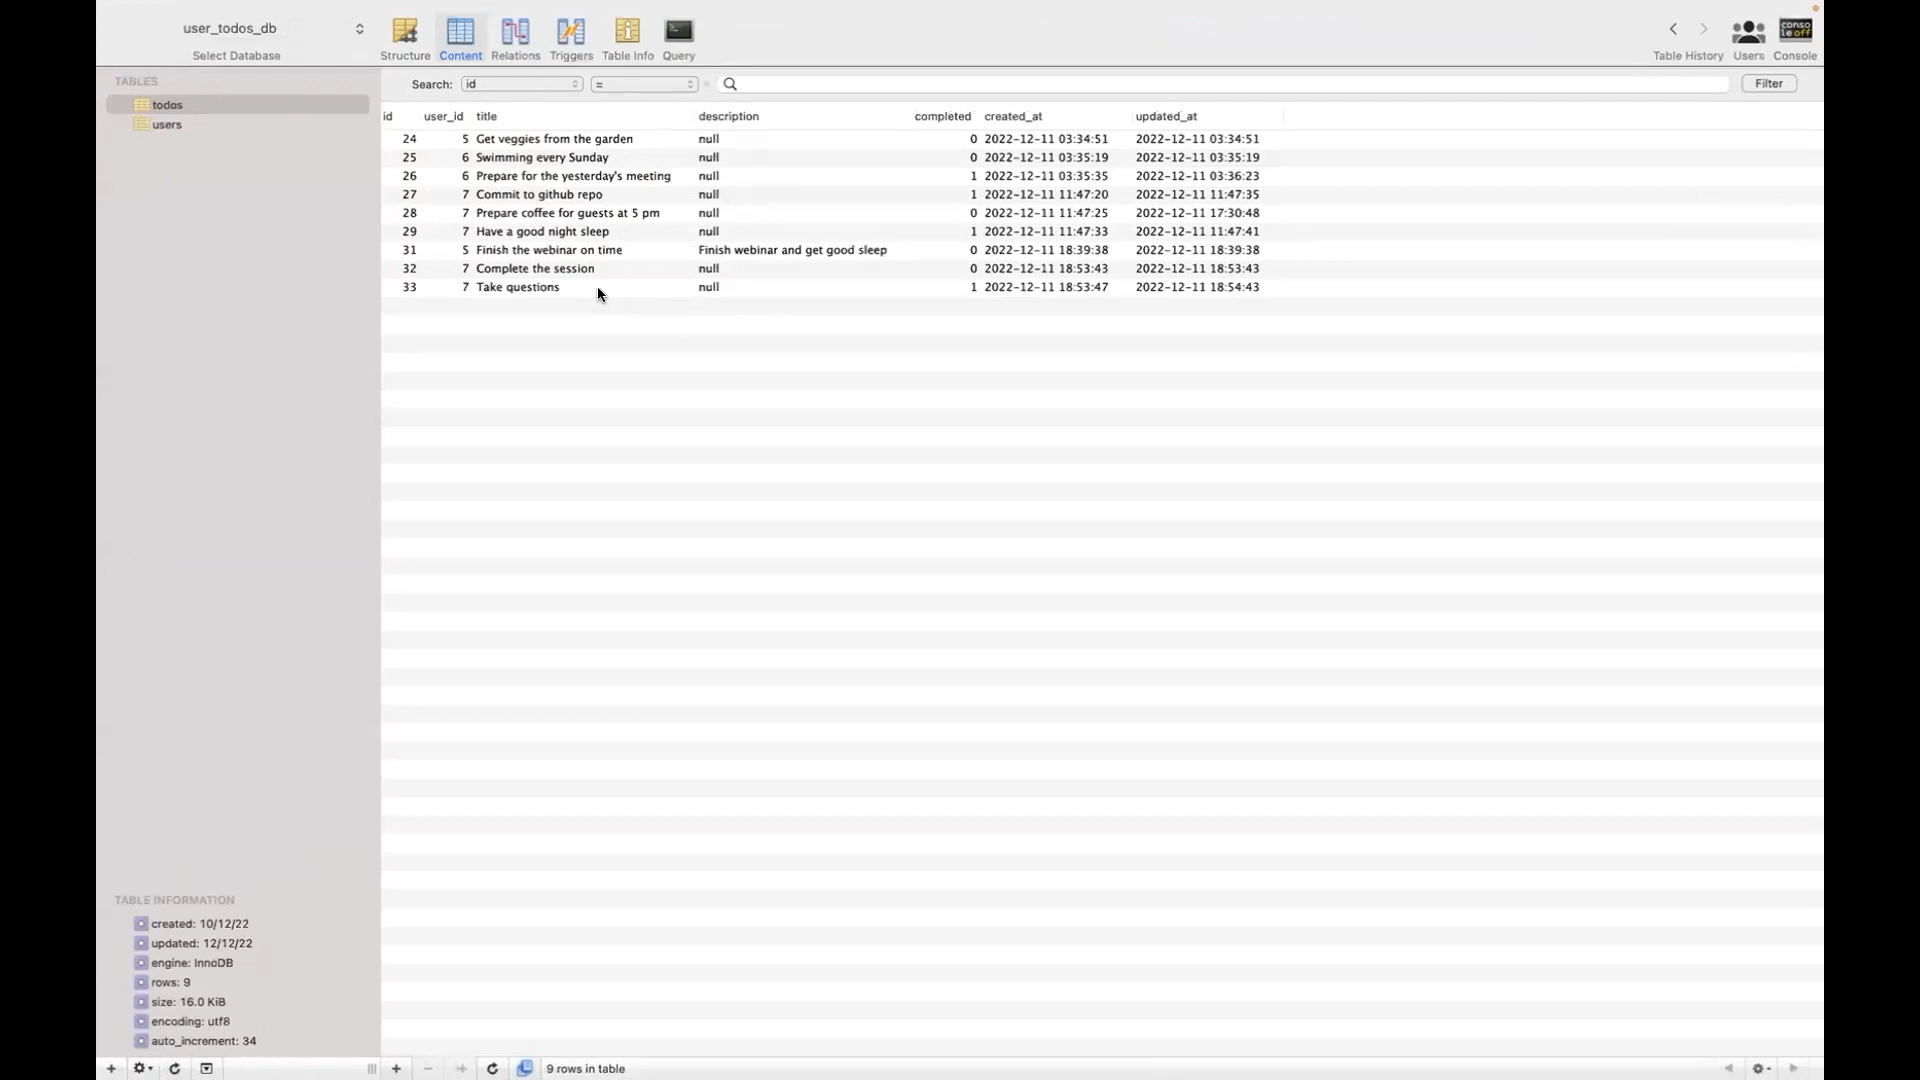 user_todos_db
Select Database
Structure
Content
Relations
Triggers
Table Info
Query
Table History
Users
conso
le off
Console
TABLES
todos
users
Search: id =
Filter
id user_id title description completed created_at updated_at
24 5 Get veggies from the garden null 0 2022-12-11 03:34:51 2022-12-11 03:34:51
25 6 Swimming every Sunday null 0 2022-12-11 03:35:19 2022-12-11 03:35:19
26 6 Prepare for the yesterday's meeting null 1 2022-12-11 03:35:35 2022-12-11 03:36:23
27 7 Commit to github repo null 1 2022-12-11 11:47:20 2022-12-11 11:47:35
28 7 Prepare coffee for guests at 5 pm null 0 2022-12-11 11:47:25 2022-12-11 17:30:48
29 7 Have a good night sleep null 1 2022-12-11 11:47:33 2022-12-11 11:47:41
31 5 Finish the webinar on time Finish webinar and get good sleep 0 2022-12-11 18:39:38 2022-12-11 18:39:38
32 7 Complete the session null 0 2022-12-11 18:53:43 2022-12-11 18:53:43
33 7 Take questions null 1 2022-12-11 18:53:47 2022-12-11 18:54:43
TABLE INFORMATION
created: 10/12/22
updated: 12/12/22
engine: InnoDB
rows: 9
size: 16.0 KiB
encoding: utf8
auto_increment: 34
9 rows in table